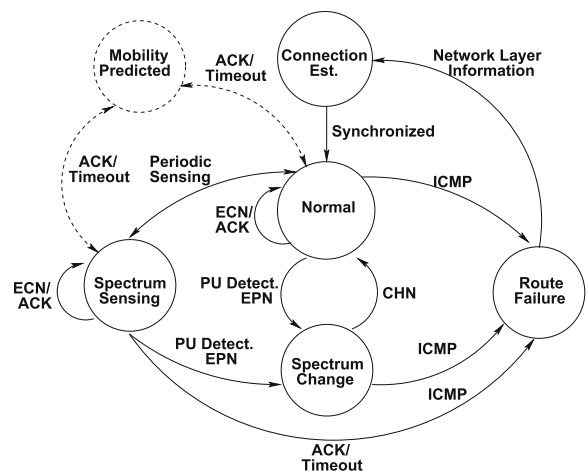 Mobility
Predicted
ACK/
Timeout
Connection
Est.
Network Layer
Information
Synchronized
ACK/
Timeout
Periodic
Sensing
ICMP
ECN/
ACK
Normal
ECN/
ACK
Spectrum
Sensing
PU Detect.
EPN
CHN
Route
Failure
PU Detect.
EPN
Spectrum
Change
ICMP
ICMP
ACK/
Timeout